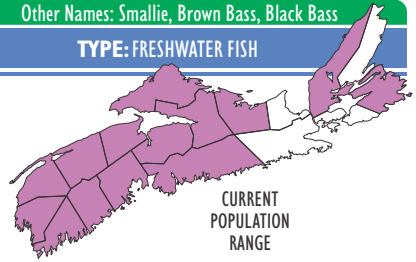 Other Names: Smallie, Brown Bass, Black Bass
TYPE: FRESHWATER FISH
CURRENT
POPULATION
RANGE